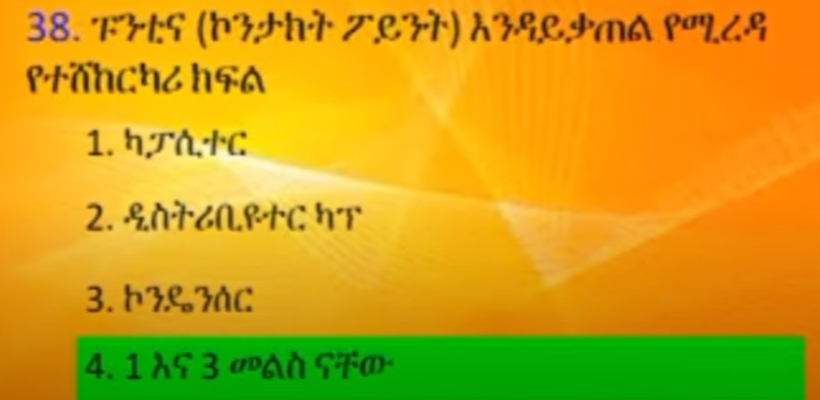 38. ፑንቲና (ኮንታክት ፖይንት) እንዳይቃጠል የሚረዳ
የተሽከርካሪ ክፍል
1. ካፓሲተር
2. ዲስትሪቢዩተር ካፕ
3. ኮንዴንሰር
4. 1 እና 3 መልስ ናቸው